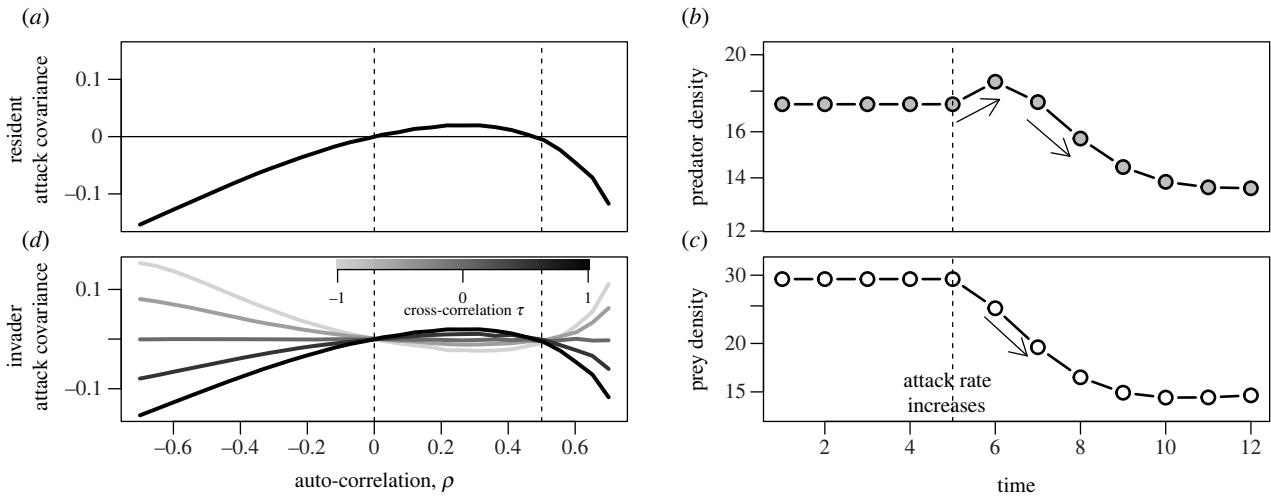 (a)
resident
attack covariance
0.1
0
–0.1
(d)
invader
attack covariance
0.1
–0.1
–1
0
1
cross-correlation τ
–0.6
–0.4
–0.2
0
0.2
0.4
0.6
auto-correlation, ρ
(b)
predator density
20
16
14
12
(c)
prey density
30
20
15
attack rate
increases
2
4
6
8
10
12
time